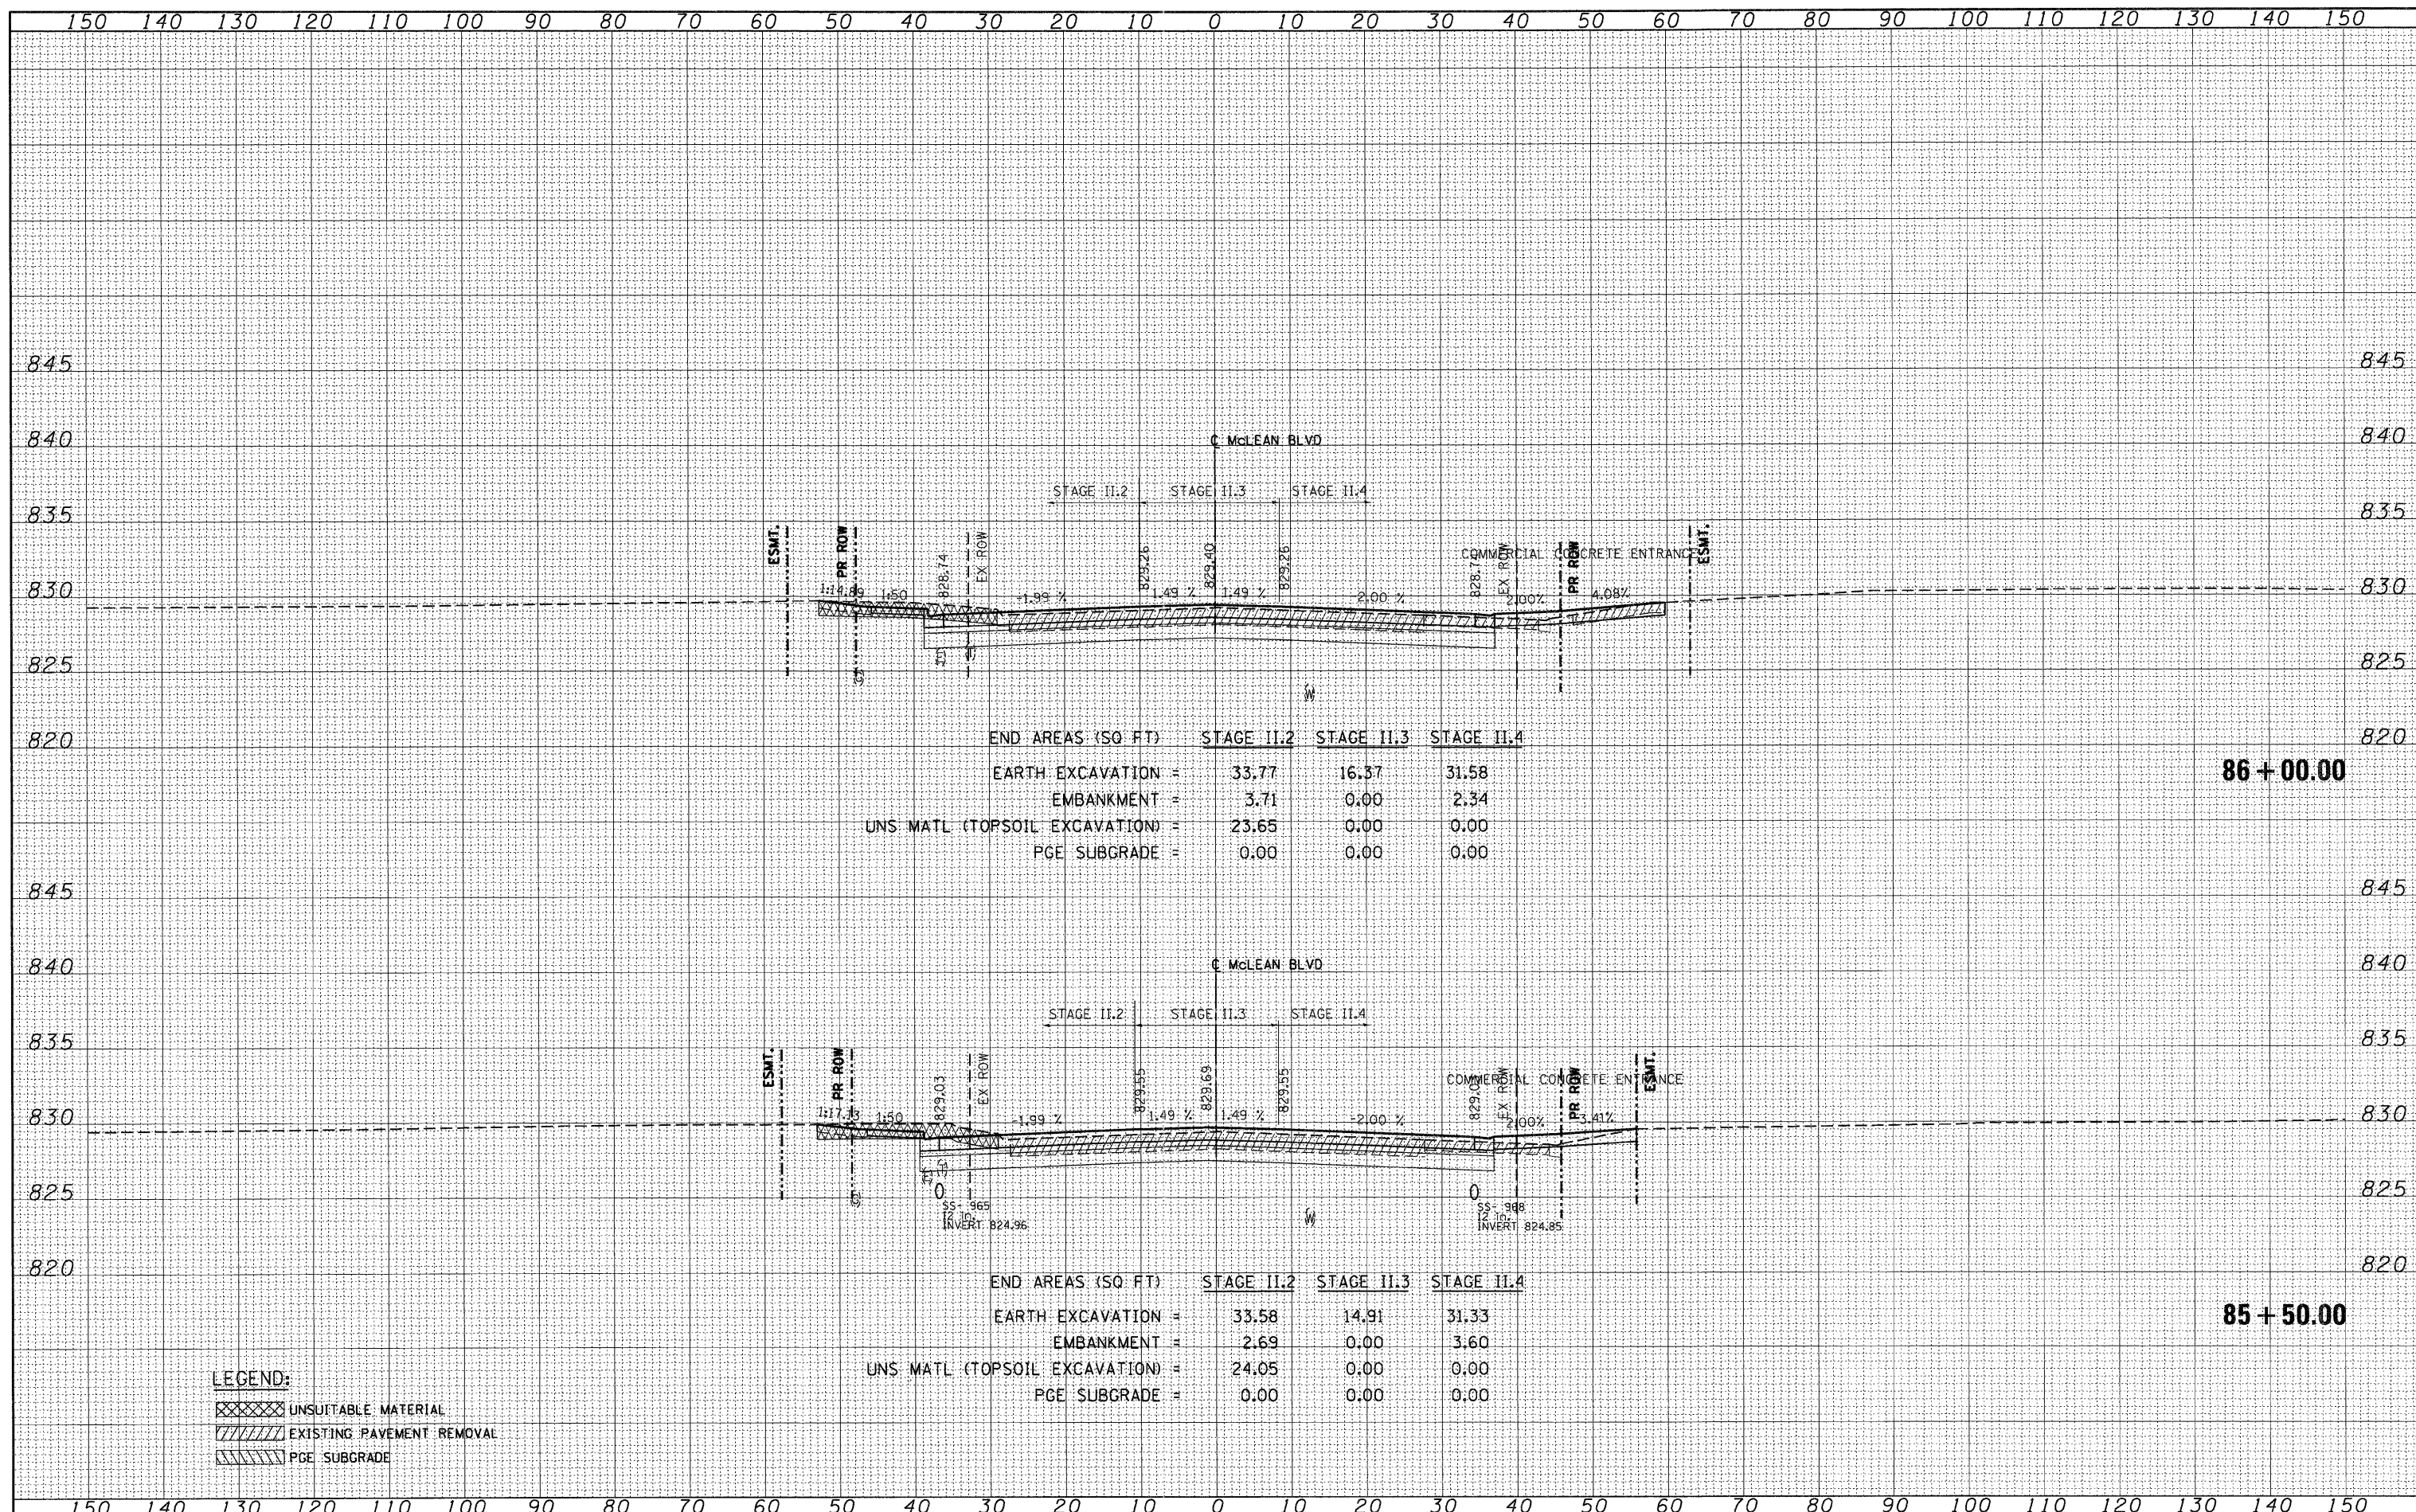 150 140 130 120 110 100 90 80 70 60 50 40 30 20 10 0 10 20 30 40 50 60 70 80 90 100 110 120 130 140 150
845 845
840 840
℄ McLEAN BLVD
STAGE II.2 STAGE II.3 STAGE II.4
835 835
ESMT. PR ROW 828.74 EX ROW 829.26 829.40 829.26 828.74 EX ROW PR ROW ESMT.
COMMERCIAL CONCRETE ENTRANCE
830 1:14.89 1:50 -1.99 % 1.49 % 1.49 % -2.00 % 2.00% 4.08% 830
825 825
W
820 820
END AREAS (SQ FT) STAGE II.2 STAGE II.3 STAGE II.4
EARTH EXCAVATION = 33.77 16.37 31.58
86+00.00
EMBANKMENT = 3.71 0.00 2.34
UNS MATL (TOPSOIL EXCAVATION) = 23.65 0.00 0.00
PGE SUBGRADE = 0.00 0.00 0.00
845 845
840 840
℄ McLEAN BLVD
STAGE II.2 STAGE II.3 STAGE II.4
835 835
ESMT. PR ROW 829.03 EX ROW 829.55 829.69 829.55 EX ROW PR ROW ESMT.
COMMERCIAL CONCRETE ENTRANCE
830 1:17.13 1:50 -1.99 % 1.49 % 1.49 % -2.00 % 2.00% 3.41% 830
825 825
SS- 965
12 in.
INVERT 824.96
SS- 968
12 in.
INVERT 824.85
W
820 820
END AREAS (SQ FT) STAGE II.2 STAGE II.3 STAGE II.4
EARTH EXCAVATION = 33.58 14.91 31.33
85+50.00
EMBANKMENT = 2.69 0.00 3.60
UNS MATL (TOPSOIL EXCAVATION) = 24.05 0.00 0.00
PGE SUBGRADE = 0.00 0.00 0.00
LEGEND:
UNSUITABLE MATERIAL
EXISTING PAVEMENT REMOVAL
PGE SUBGRADE
150 140 130 120 110 100 90 80 70 60 50 40 30 20 10 0 10 20 30 40 50 60 70 80 90 100 110 120 130 140 150